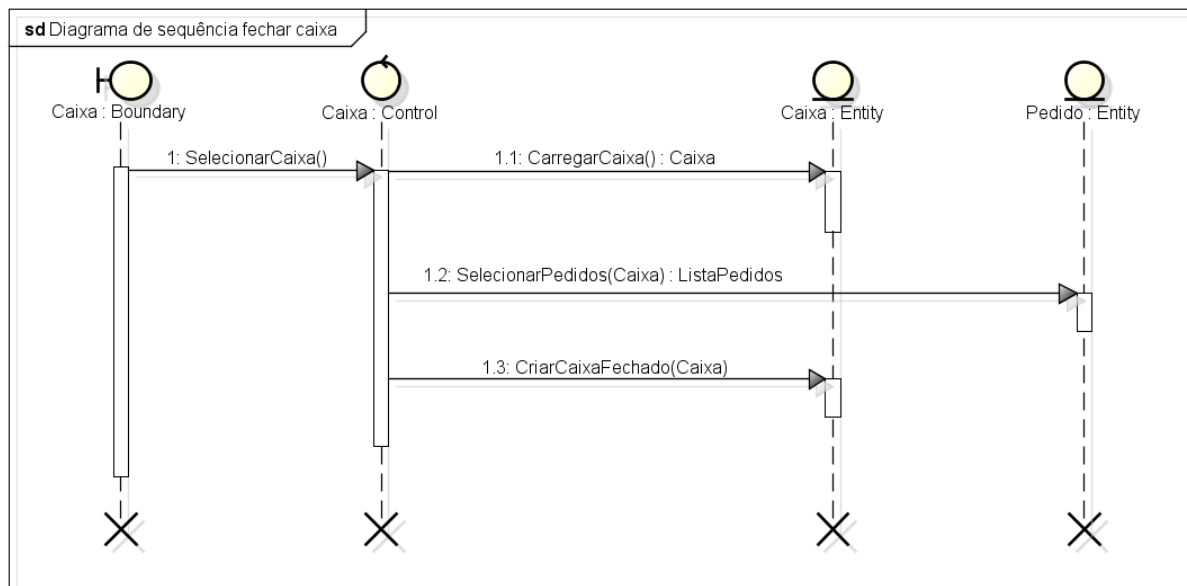 sd Diagrama de sequência fechar caixa
Caixa : Boundary
Caixa : Control
Caixa : Entity
Pedido : Entity
1: SelecionarCaixa()
1.1: CarregarCaixa() : Caixa
1.2: SelecionarPedidos(Caixa) : ListaPedidos
1.3: CriarCaixaFechado(Caixa)